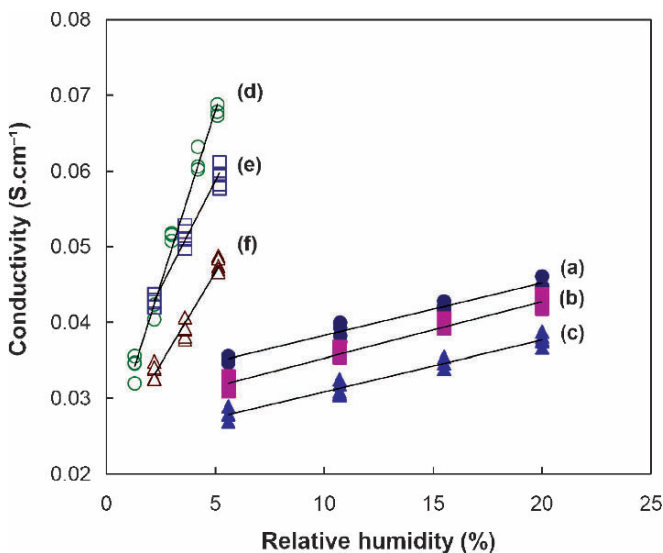 0.08
0.07
0.06
0.05
0.04
0.03
0.02
Conductivity (S.cm⁻¹)
(d)
(e)
(f)
(a)
(b)
(c)
0 5 10 15 20 25
Relative humidity (%)